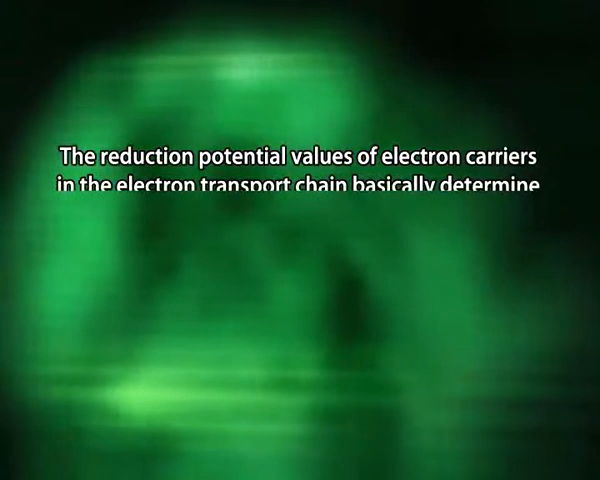 The reduction potential values of electron carriers
in the electron transport chain basically determine